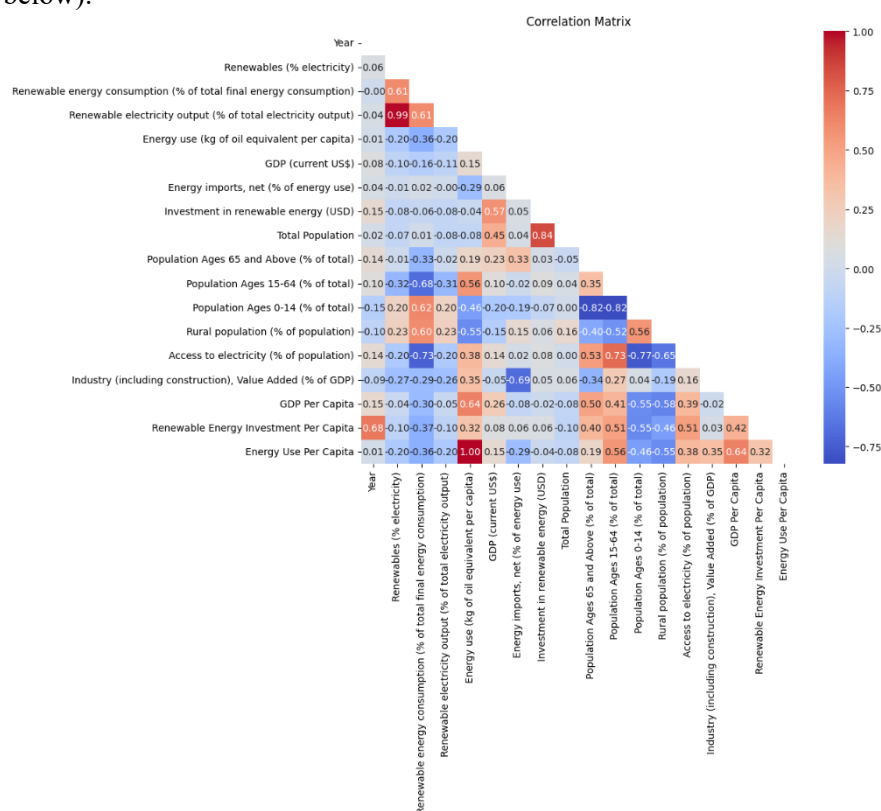 below).
Correlation Matrix
Year
Renewables (% electricity) 0.06
Renewable energy consumption (% of total final energy consumption) -0.00 0.61
Renewable electricity output (% of total electricity output) 0.04 0.99 0.61
Energy use (kg of oil equivalent per capita) 0.01 -0.20 -0.36 -0.20
GDP (current US$) 0.08 -0.10 -0.16 -0.11 0.15
Energy imports, net (% of energy use) 0.04 -0.01 0.02 -0.00 -0.29 0.06
Investment in renewable energy (USD) 0.15 -0.08 -0.06 -0.08 -0.04 0.57 0.05
Total Population 0.02 -0.07 0.01 -0.08 -0.08 0.45 0.04 0.84
Population Ages 65 and Above (% of total) 0.14 -0.01 -0.33 -0.02 0.19 0.23 0.33 0.03 -0.05
Population Ages 15-64 (% of total) 0.10 -0.32 -0.68 -0.31 0.56 0.10 -0.02 0.09 0.04 0.35
Population Ages 0-14 (% of total) -0.15 0.20 0.62 0.20 -0.46 -0.20 -0.19 -0.07 0.00 -0.82 -0.82
Rural population (% of population) -0.10 0.23 0.60 0.23 -0.55 -0.15 0.15 0.06 0.16 -0.40 -0.52 0.56
Access to electricity (% of population) 0.14 -0.20 -0.73 -0.20 0.38 0.14 0.02 0.08 0.00 0.53 0.73 -0.77 -0.65
Industry (including construction), Value Added (% of GDP) -0.09 -0.27 -0.29 -0.26 0.35 -0.05 -0.69 0.05 0.06 -0.34 0.27 0.04 -0.19 0.16
GDP Per Capita 0.15 -0.04 -0.30 -0.05 0.64 0.26 -0.08 -0.02 -0.08 0.50 0.41 -0.55 -0.58 0.39 -0.02
Renewable Energy Investment Per Capita 0.68 -0.10 -0.37 -0.10 0.32 0.08 0.06 0.06 -0.10 0.40 0.51 -0.55 -0.46 0.51 0.03 0.42
Energy Use Per Capita 0.01 -0.20 -0.36 -0.20 1.00 0.15 -0.29 -0.04 -0.08 0.19 0.56 -0.46 -0.55 0.38 0.35 0.64 0.32
Year
Renewables (% electricity)
Renewable energy consumption (% of total final energy consumption)
Renewable electricity output (% of total electricity output)
Energy use (kg of oil equivalent per capita)
GDP (current US$)
Energy imports, net (% of energy use)
Investment in renewable energy (USD)
Total Population
Population Ages 65 and Above (% of total)
Population Ages 15-64 (% of total)
Population Ages 0-14 (% of total)
Rural population (% of population)
Access to electricity (% of population)
Industry (including construction), Value Added (% of GDP)
GDP Per Capita
Renewable Energy Investment Per Capita
Energy Use Per Capita
1.00
0.75
0.50
0.25
0.00
-0.25
-0.50
-0.75